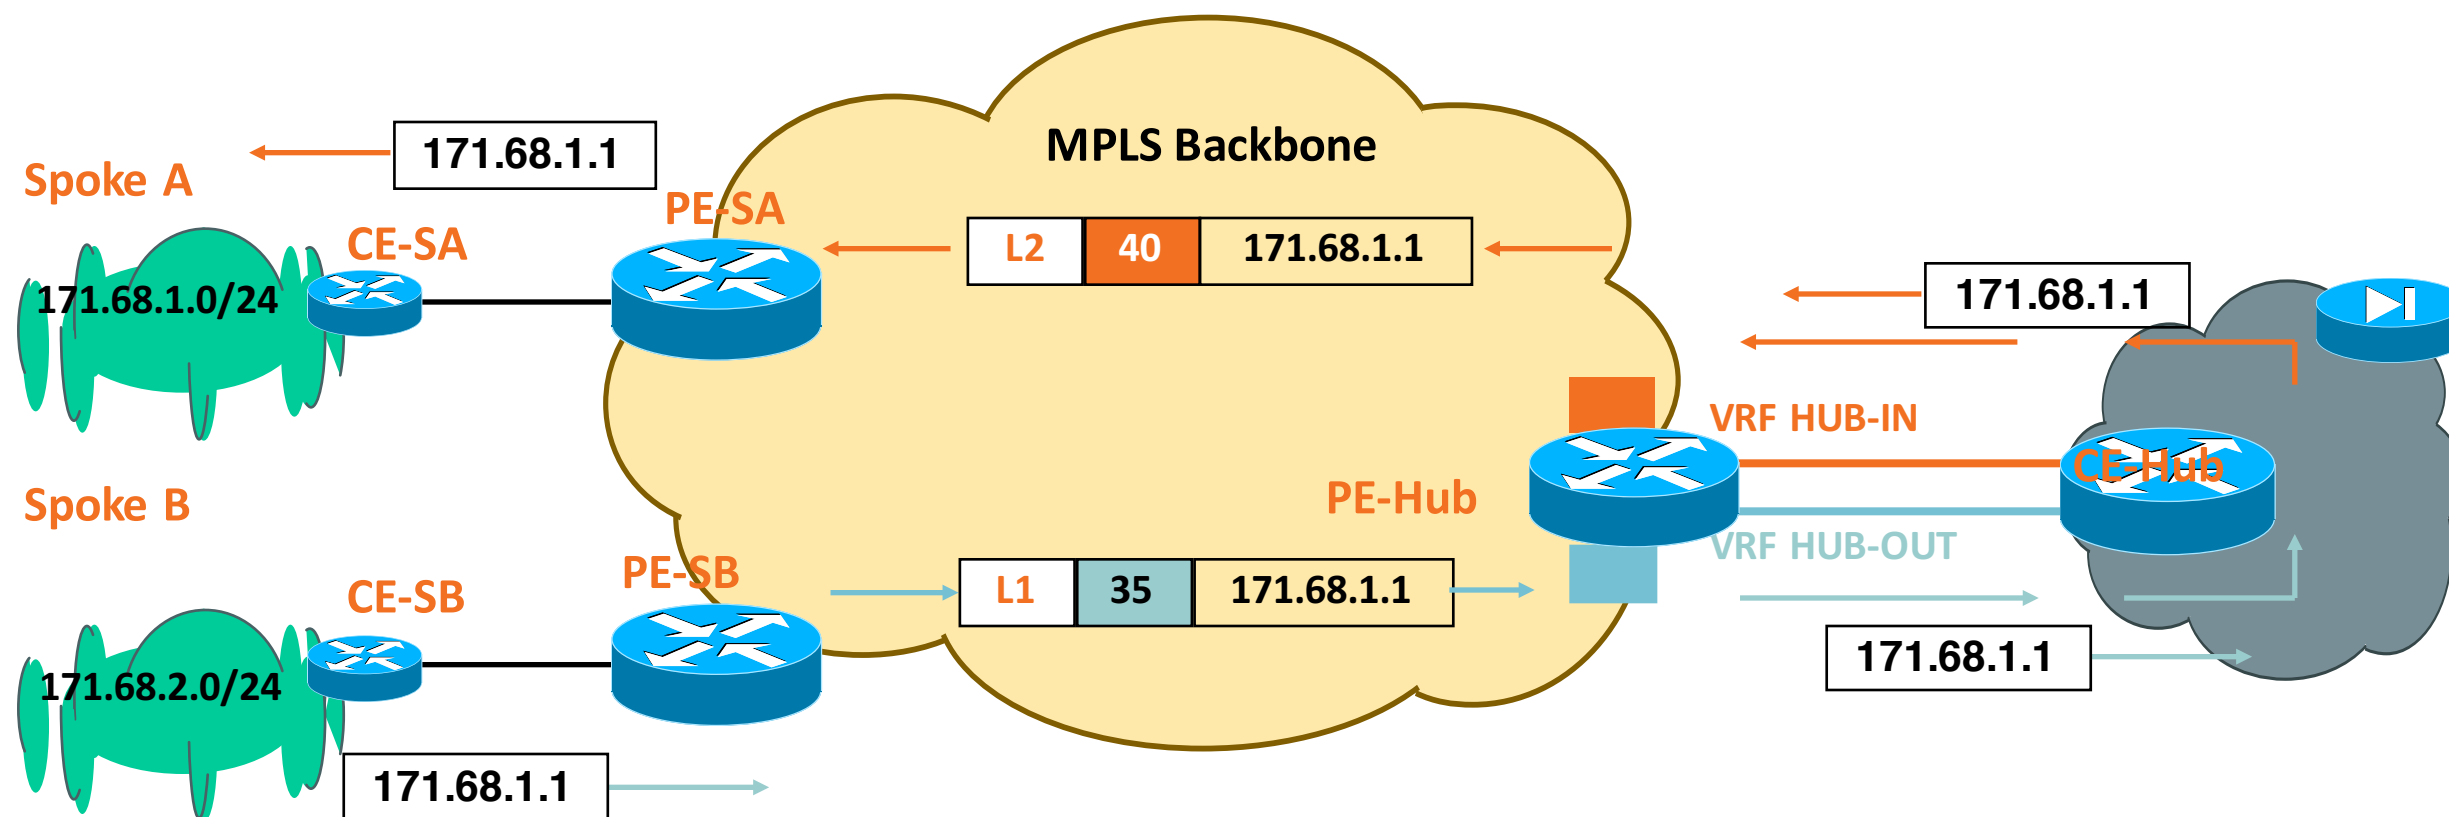 MPLS Backbone
171.68.1.1
Spoke A
PE-SA
CE-SA
L2 40 171.68.1.1
171.68.1.0/24
171.68.1.1
VRF HUB-IN
CE-Hub
Spoke B
PE-Hub
VRF HUB-OUT
PE-SB
CE-SB
L1 35 171.68.1.1
171.68.1.1
171.68.2.0/24
171.68.1.1